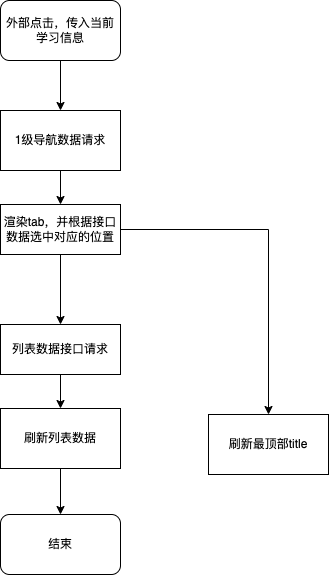 外部点击，传入当前
学习信息
1级导航数据请求
渲染tab，并根据接口
数据选中对应的位置
列表数据接口请求
刷新列表数据
刷新最顶部title
结束